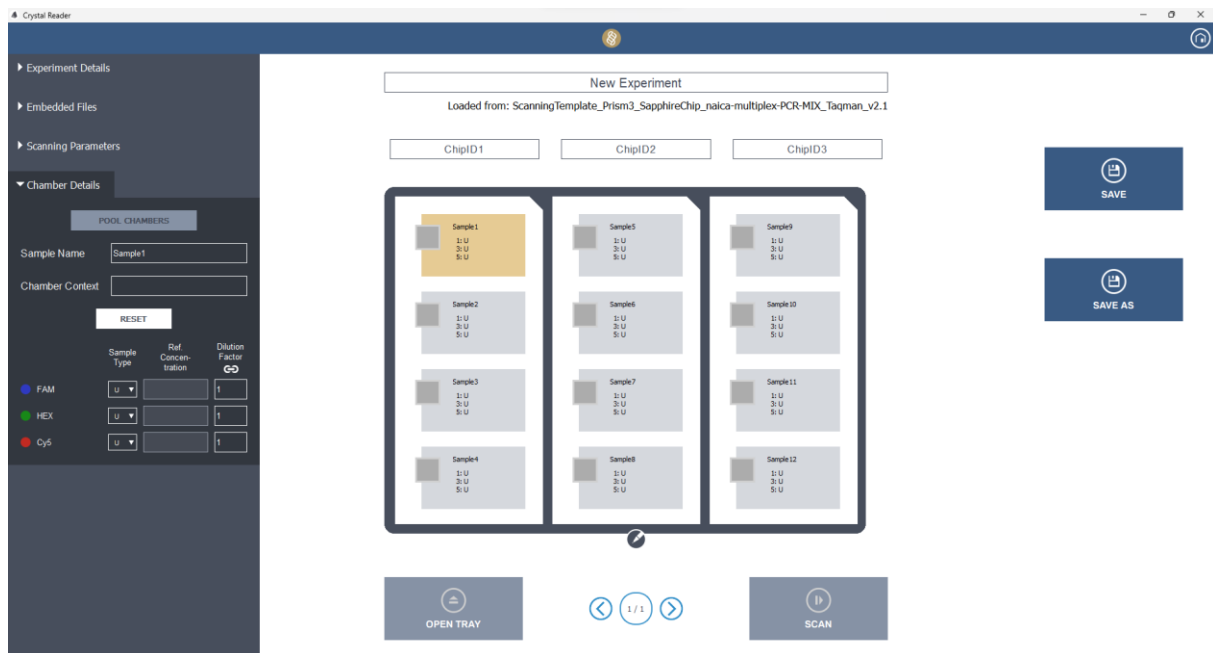 Crystal Reader
Experiment Details
Embedded Files
Scanning Parameters
Chamber Details
POOL CHAMBERS
Sample Name
Sample1
Chamber Context
RESET
Sample Type
Ref. Concen-tration
Dilution Factor
FAM
U
1
HEX
U
1
Cy5
U
1
New Experiment
Loaded from: ScanningTemplate_Prism3_SapphireChip_naica-multiplex-PCR-MIX_Taqman_v2.1
ChipID1
ChipID2
ChipID3
Sample1
1: U
3: U
5: U
Sample2
1: U
3: U
5: U
Sample3
1: U
3: U
5: U
Sample4
1: U
3: U
5: U
Sample5
1: U
3: U
5: U
Sample6
1: U
3: U
5: U
Sample7
1: U
3: U
5: U
Sample8
1: U
3: U
5: U
Sample9
1: U
3: U
5: U
Sample10
1: U
3: U
5: U
Sample11
1: U
3: U
5: U
Sample12
1: U
3: U
5: U
OPEN TRAY
1 / 1
SCAN
SAVE
SAVE AS